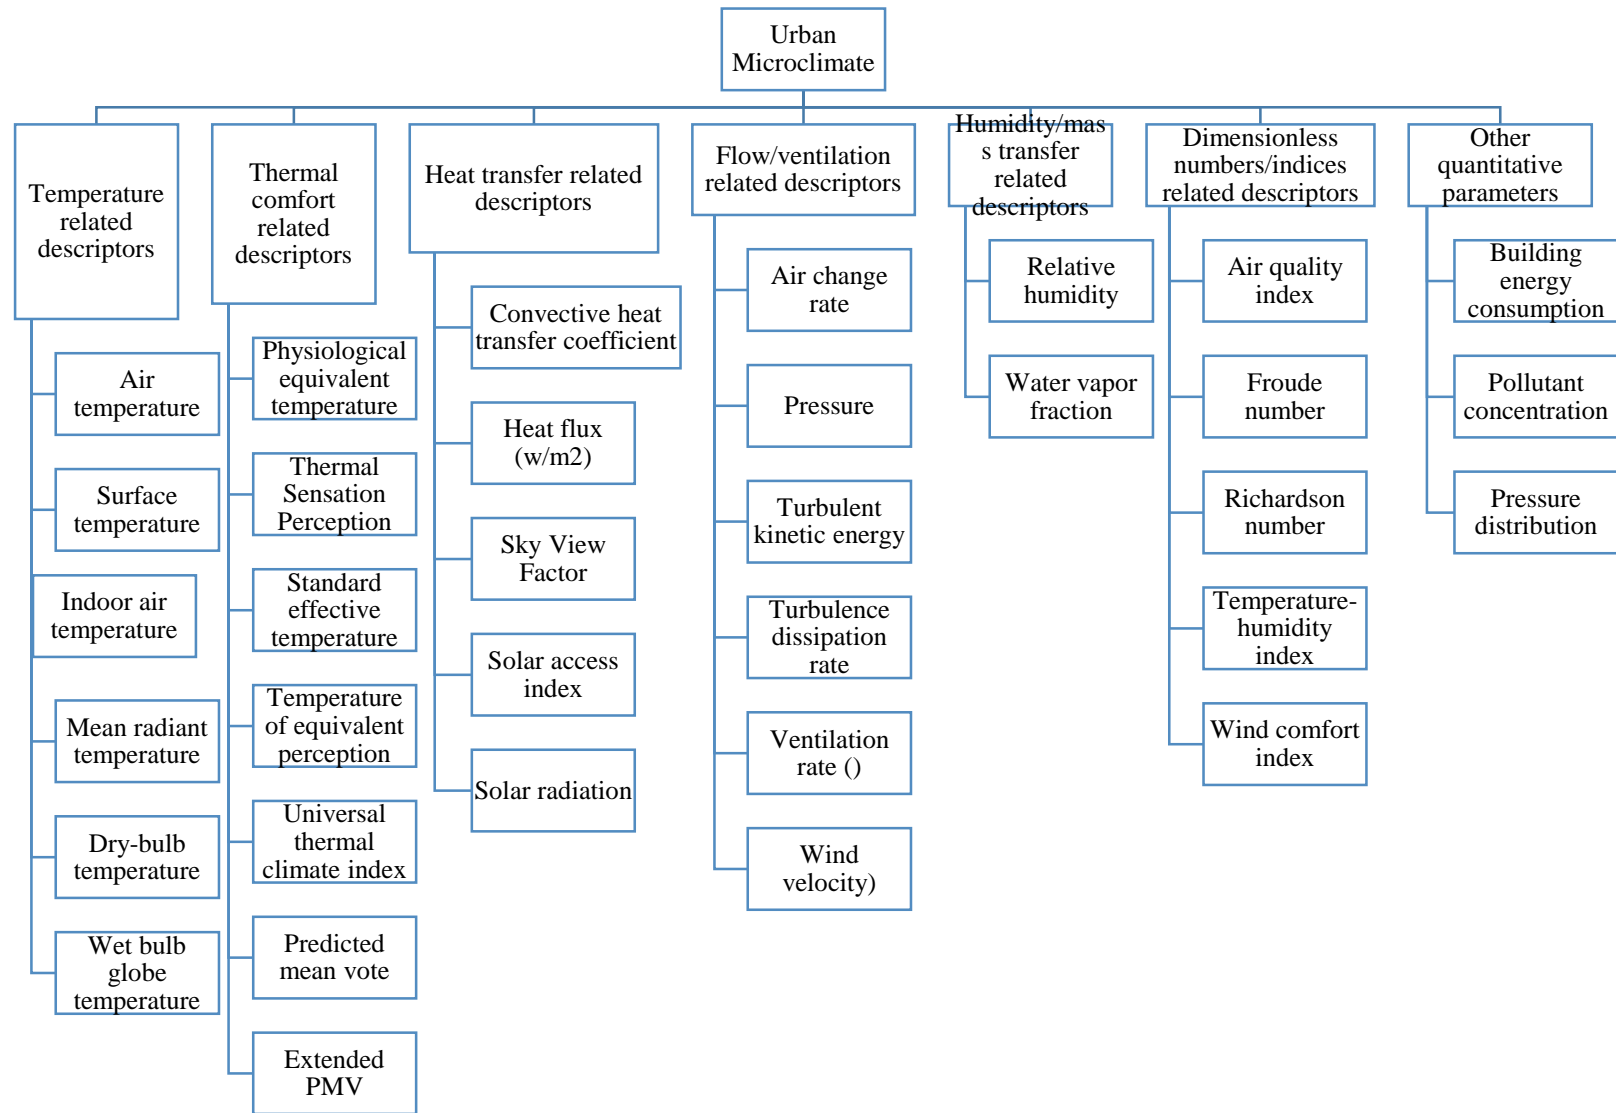 Urban
Microclimate
Temperature
related
descriptors
Air
temperature
Surface
temperature
Indoor air
temperature
Mean radiant
temperature
Dry-bulb
temperature
Wet bulb
globe
temperature
Thermal
comfort
related
descriptors
Physiological
equivalent
temperature
Thermal
Sensation
Perception
Standard
effective
temperature
Temperature
of equivalent
perception
Universal
thermal
climate index
Predicted
mean vote
Extended
PMV
Heat transfer related
descriptors
Convective heat
transfer coefficient
Heat flux
(w/m2)
Sky View
Factor
Solar access
index
Solar radiation
Flow/ventilation
related descriptors
Air change
rate
Pressure
Turbulent
kinetic energy
Turbulence
dissipation
rate
Ventilation
rate ()
Wind
velocity)
Humidity/mas
s transfer
related
descriptors
Relative
humidity
Water vapor
fraction
Dimensionless
numbers/indices
related descriptors
Air quality
index
Froude
number
Richardson
number
Temperature-
humidity
index
Wind comfort
index
Other
quantitative
parameters
Building
energy
consumption
Pollutant
concentration
Pressure
distribution